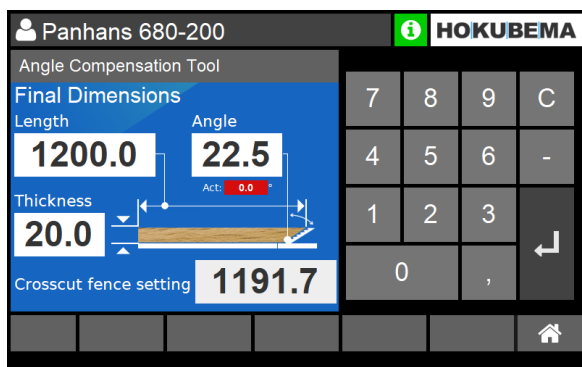 Panhans 680-200
i
HOKUBEMA
Angle Compensation Tool
Final Dimensions
Length
Angle
1200.0
22.5
Act: 0.0 °
Thickness
20.0
Crosscut fence setting 1191.7
7 8 9 C
4 5 6 -
1 2 3
0 ,